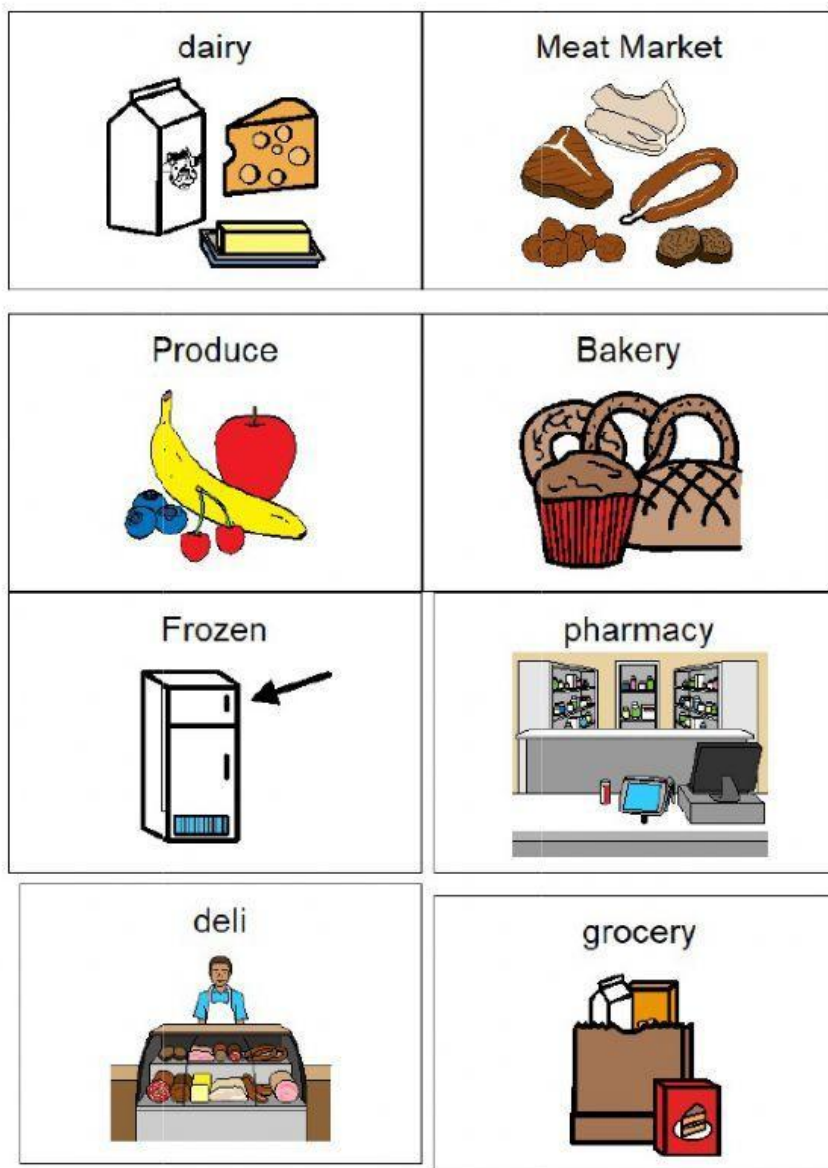 dairy
Meat Market
Produce
Bakery
Frozen
pharmacy
deli
grocery